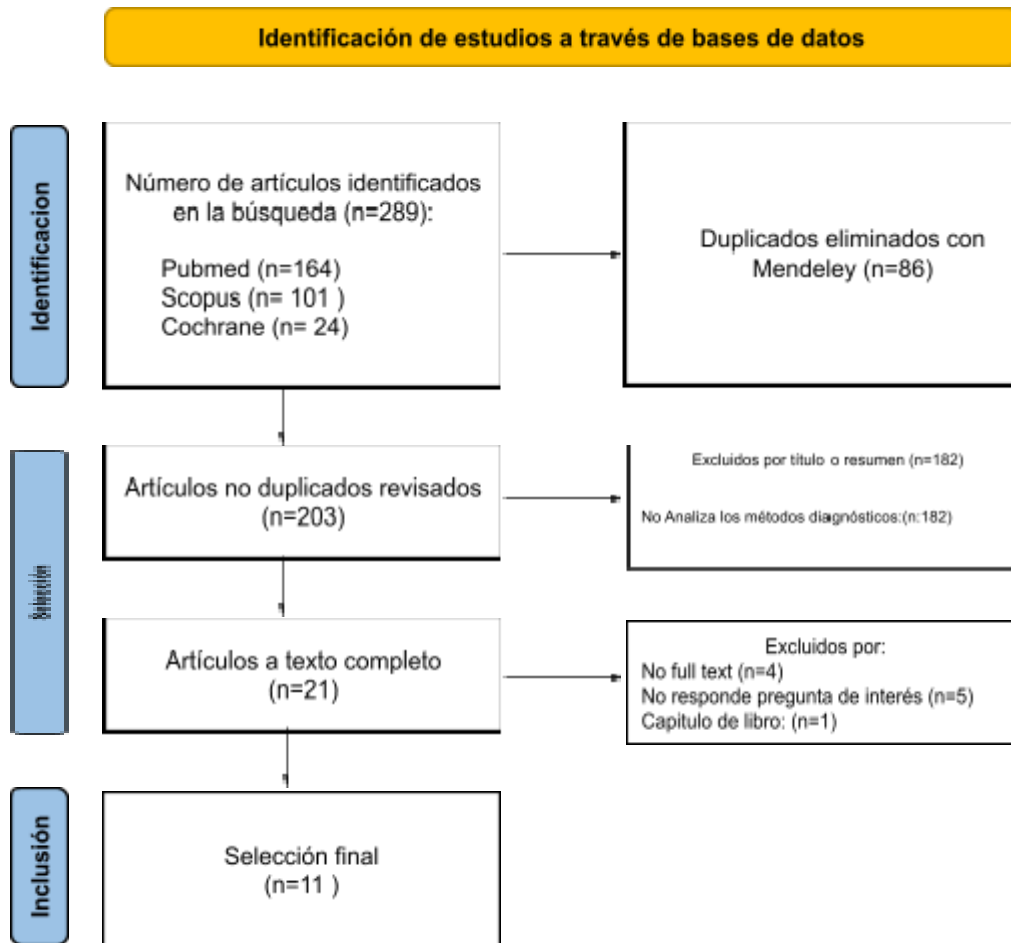 Identificación de estudios a través de bases de datos
Identificacion
Número de artículos identificados
en la búsqueda (n=289):
Pubmed (n=164)
Scopus (n= 101 )
Cochrane (n= 24)
Duplicados eliminados con
Mendeley (n=86)
Artículos no duplicados revisados
(n=203)
Excluidos por título o resumen (n=182)
No Analiza los métodos diagnósticos:(n:182)
Artículos a texto completo
(n=21)
Excluidos por:
No full text (n=4)
No responde pregunta de interés (n=5)
Capitulo de libro: (n=1)
Inclusión
Selección final
(n=11 )